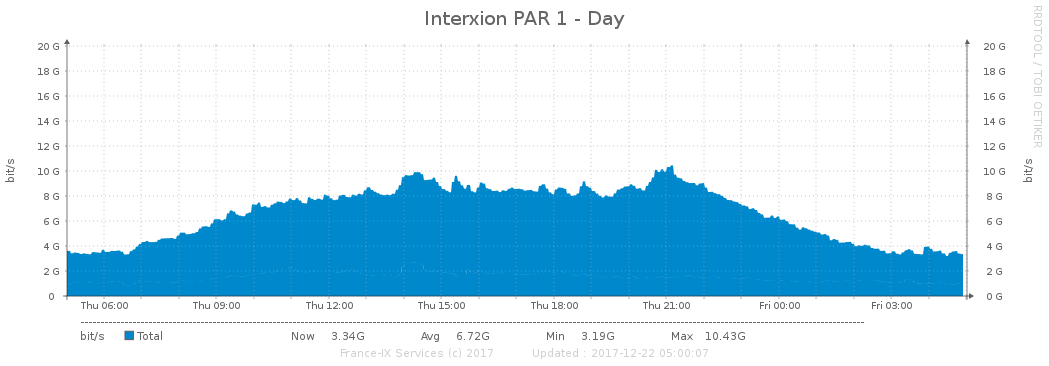 Interxion PAR 1 - Day
RRDTOOL / TOBI OETIKER
bit/s
bit/s
20 G 20 G
18 G 18 G
16 G 16 G
14 G 14 G
12 G 12 G
10 G 10 G
8 G 8 G
6 G 6 G
4 G 4 G
2 G 2 G
0 0 G
Thu 06:00 Thu 09:00 Thu 12:00 Thu 15:00 Thu 18:00 Thu 21:00 Fri 00:00 Fri 03:00
bit/s Total Now 3.34G Avg 6.72G Min 3.19G Max 10.43G
France-IX Services (c) 2017 Updated : 2017-12-22 05:00:07